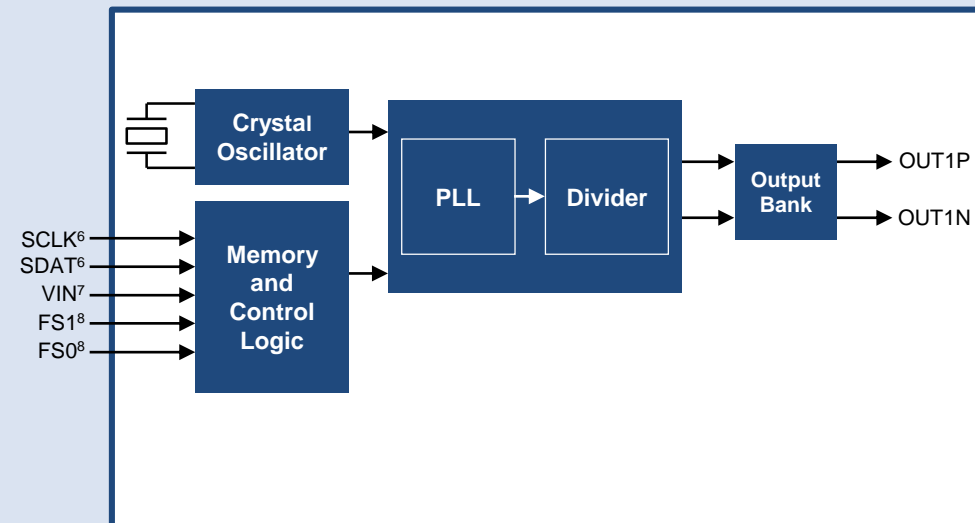 Crystal
Oscillator
PLL
Divider
Output
Bank
OUT1P
OUT1N
SCLK⁶
SDAT⁶
VIN⁷
FS1⁸
FS0⁸
Memory
and
Control
Logic